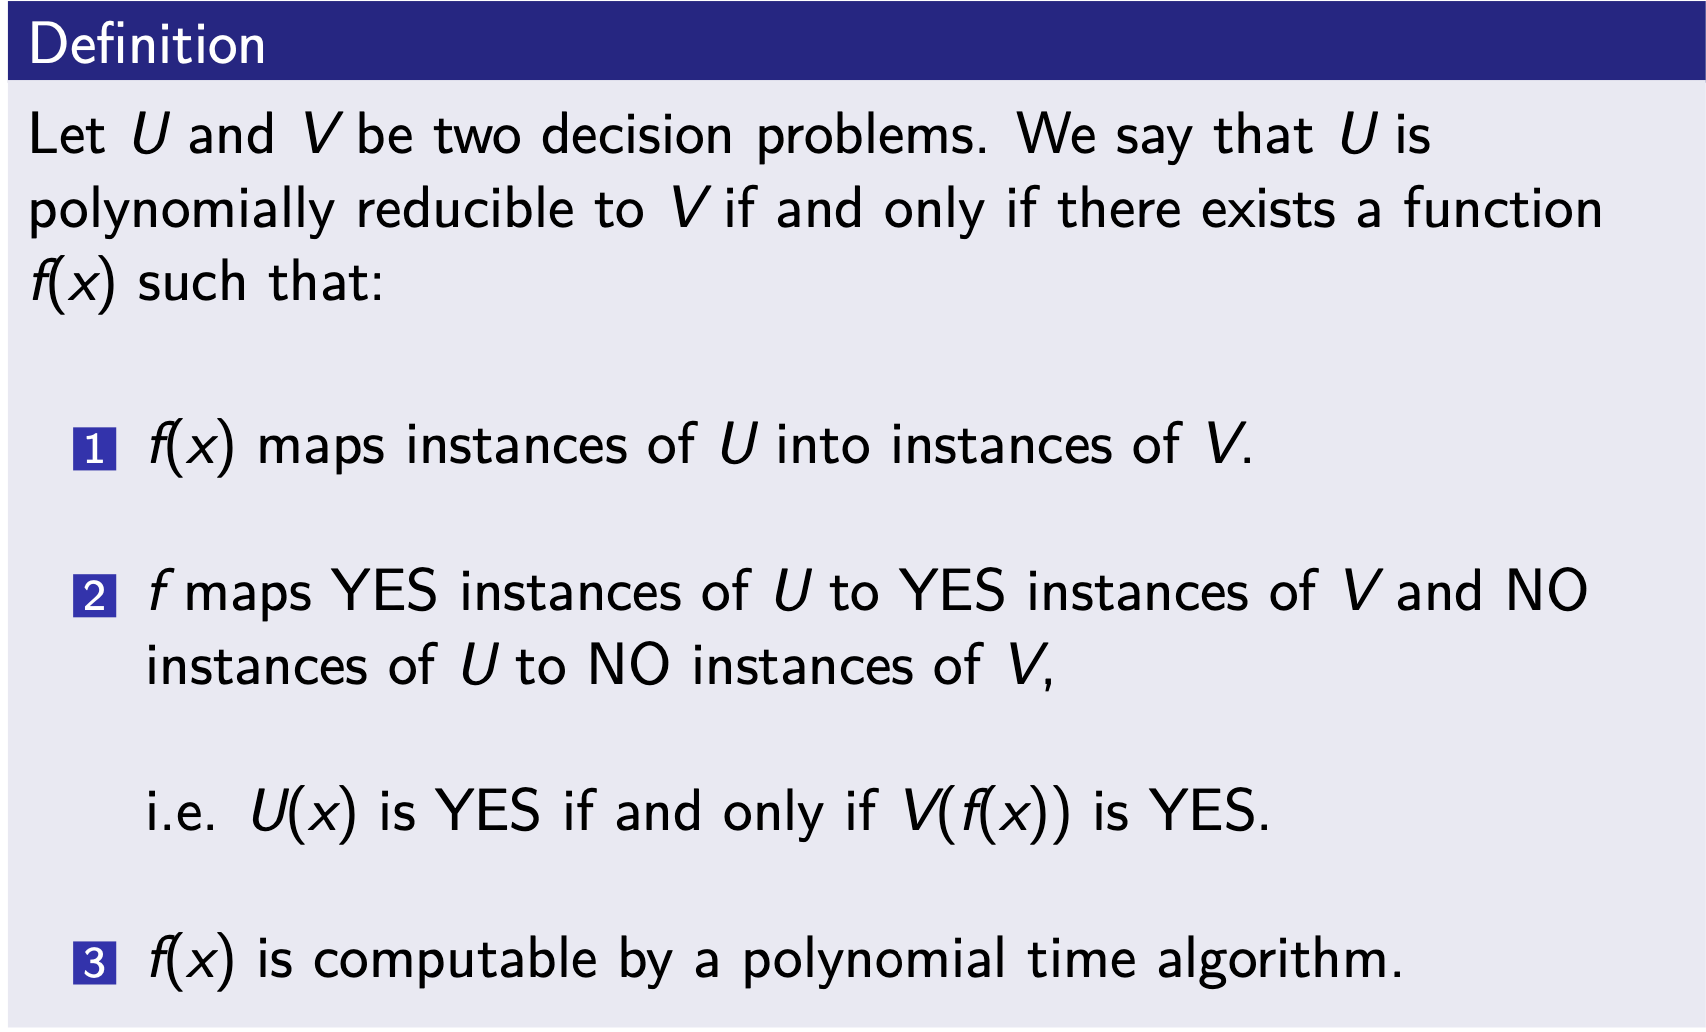 Definition
Let U and V be two decision problems. We say that U is
polynomially reducible to V if and only if there exists a function
f(x) such that:
1 f(x) maps instances of U into instances of V.
2 f maps YES instances of U to YES instances of V and NO
instances of U to NO instances of V,
i.e. U(x) is YES if and only if V(f(x)) is YES.
3 f(x) is computable by a polynomial time algorithm.